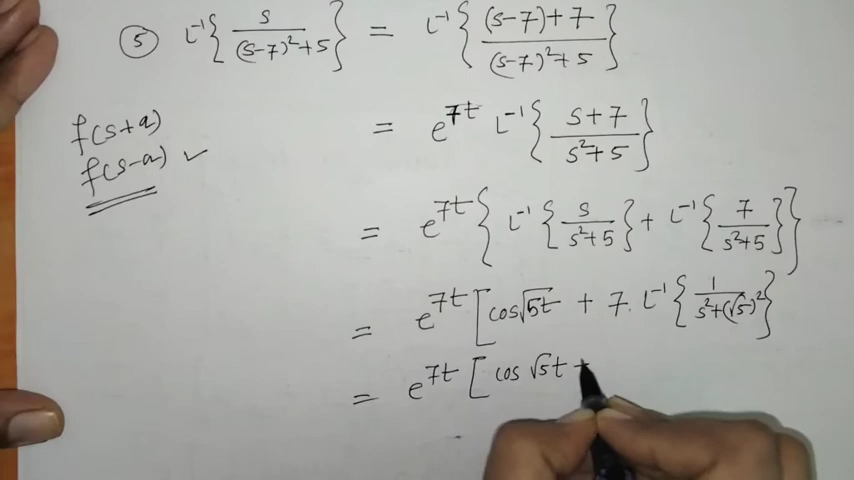 ⑤ L⁻¹{ s / ((s-7)²+5) } = L⁻¹{ ((s-7)+7) / ((s-7)²+5) }
f(s+a)
f(s-a) ✓
= e^{7t} L⁻¹{ (s+7) / (s²+5) }
= e^{7t} { L⁻¹{ s / (s²+5) } + L⁻¹{ 7 / (s²+5) } }
= e^{7t} [ cos√5t + 7. L⁻¹{ 1 / (s²+(√5)²) }
= e^{7t} [ cos √5t +